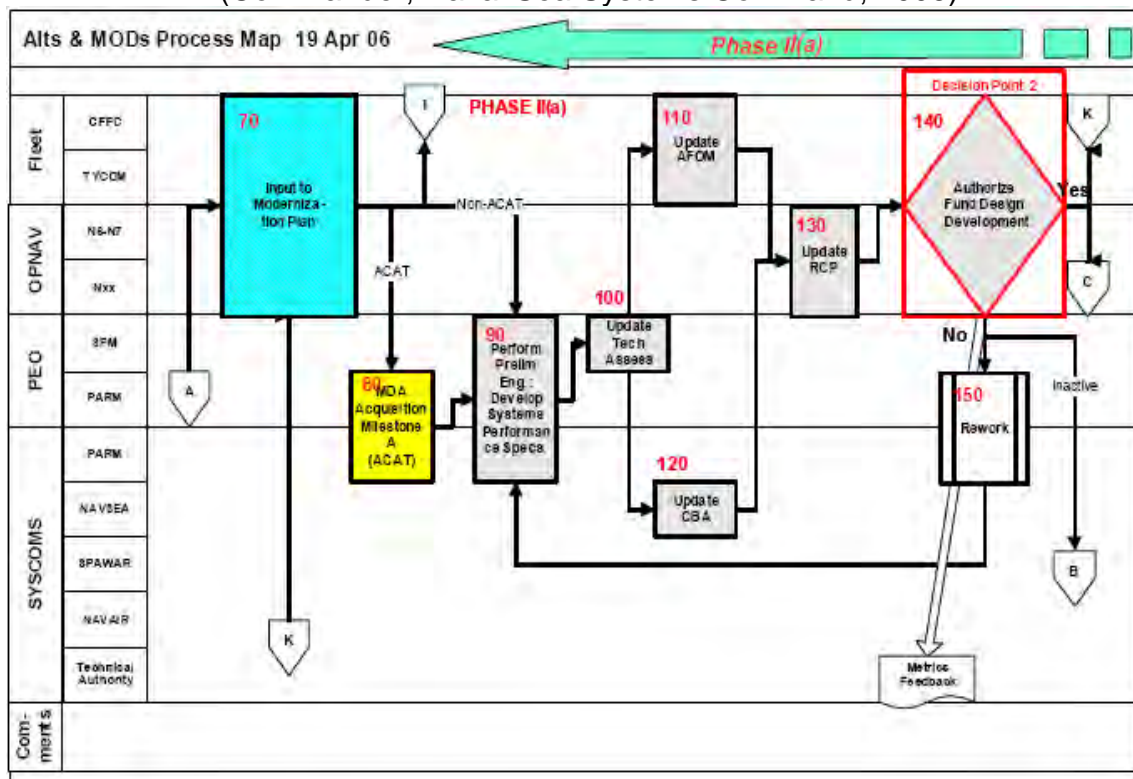 Alts & MODs Process Map 19 Apr 06
Phase II(a)
PHASE II(a)
Decision Point 2
Fleet
CFFC
TYCOM
OPNAV
N6-N7
Nxx
PEO
SFM
PARM
SYSCOMS
PARM
NAVSEA
SPAWAR
NAVAIR
Technical
Authority
Com-
ments
70
Input to
Moderniza-
tion Plan
A
K
ACAT
Non-ACAT
80
MDA
Acquisition
Milestone
A
(ACAT)
90
Perform
Prelim
Eng.:
Develop
Systems
Performan
ce Specs
100
Update
Tech
Assess
110
Update
AFOM
120
Update
CBA
130
Update
RCP
140
Authorize
Fund Design
Development
Yes
K
C
No
150
Rework
Inactive
B
Metrics
Feedback